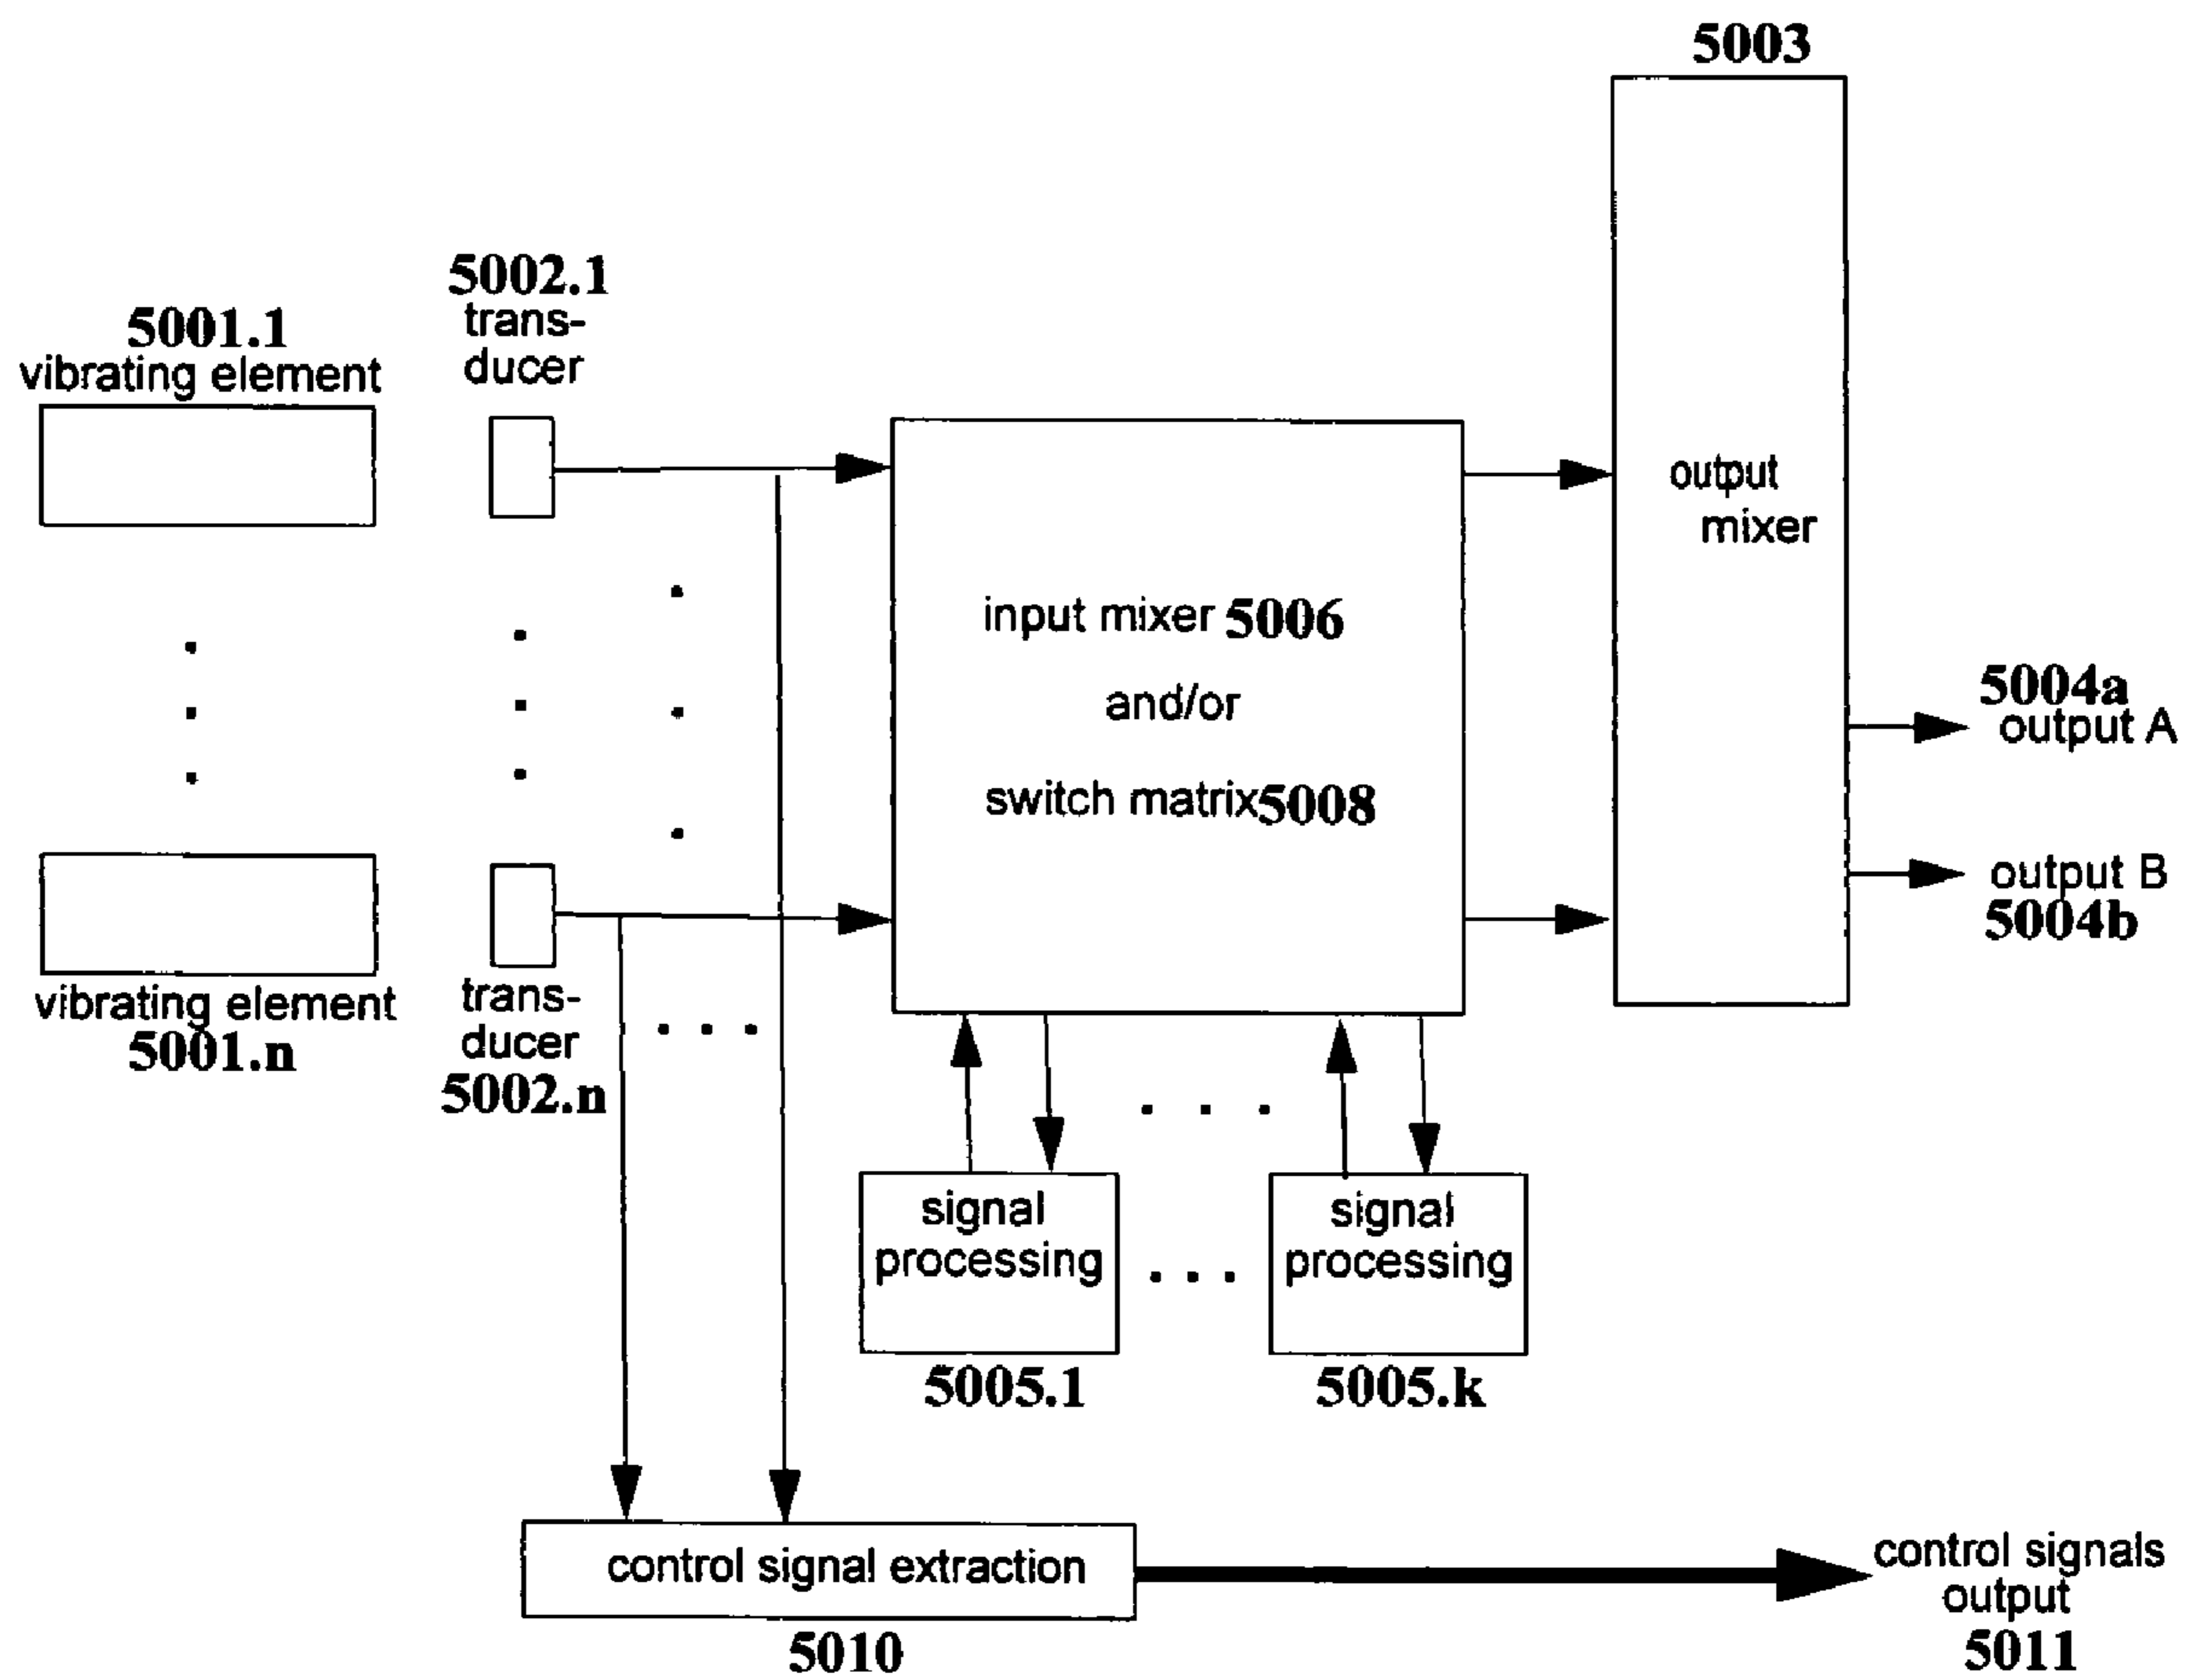 5003
5002.1
trans-
ducer
5001.1
vibrating element
output
mixer
input mixer 5006
and/or
switch matrix5008
5004a
output A
output B
5004b
vibrating element
5001.n
trans-
ducer
5002.n
signal
processing
5005.1
signal
processing
5005.k
control signal extraction
5010
control signals
output
5011